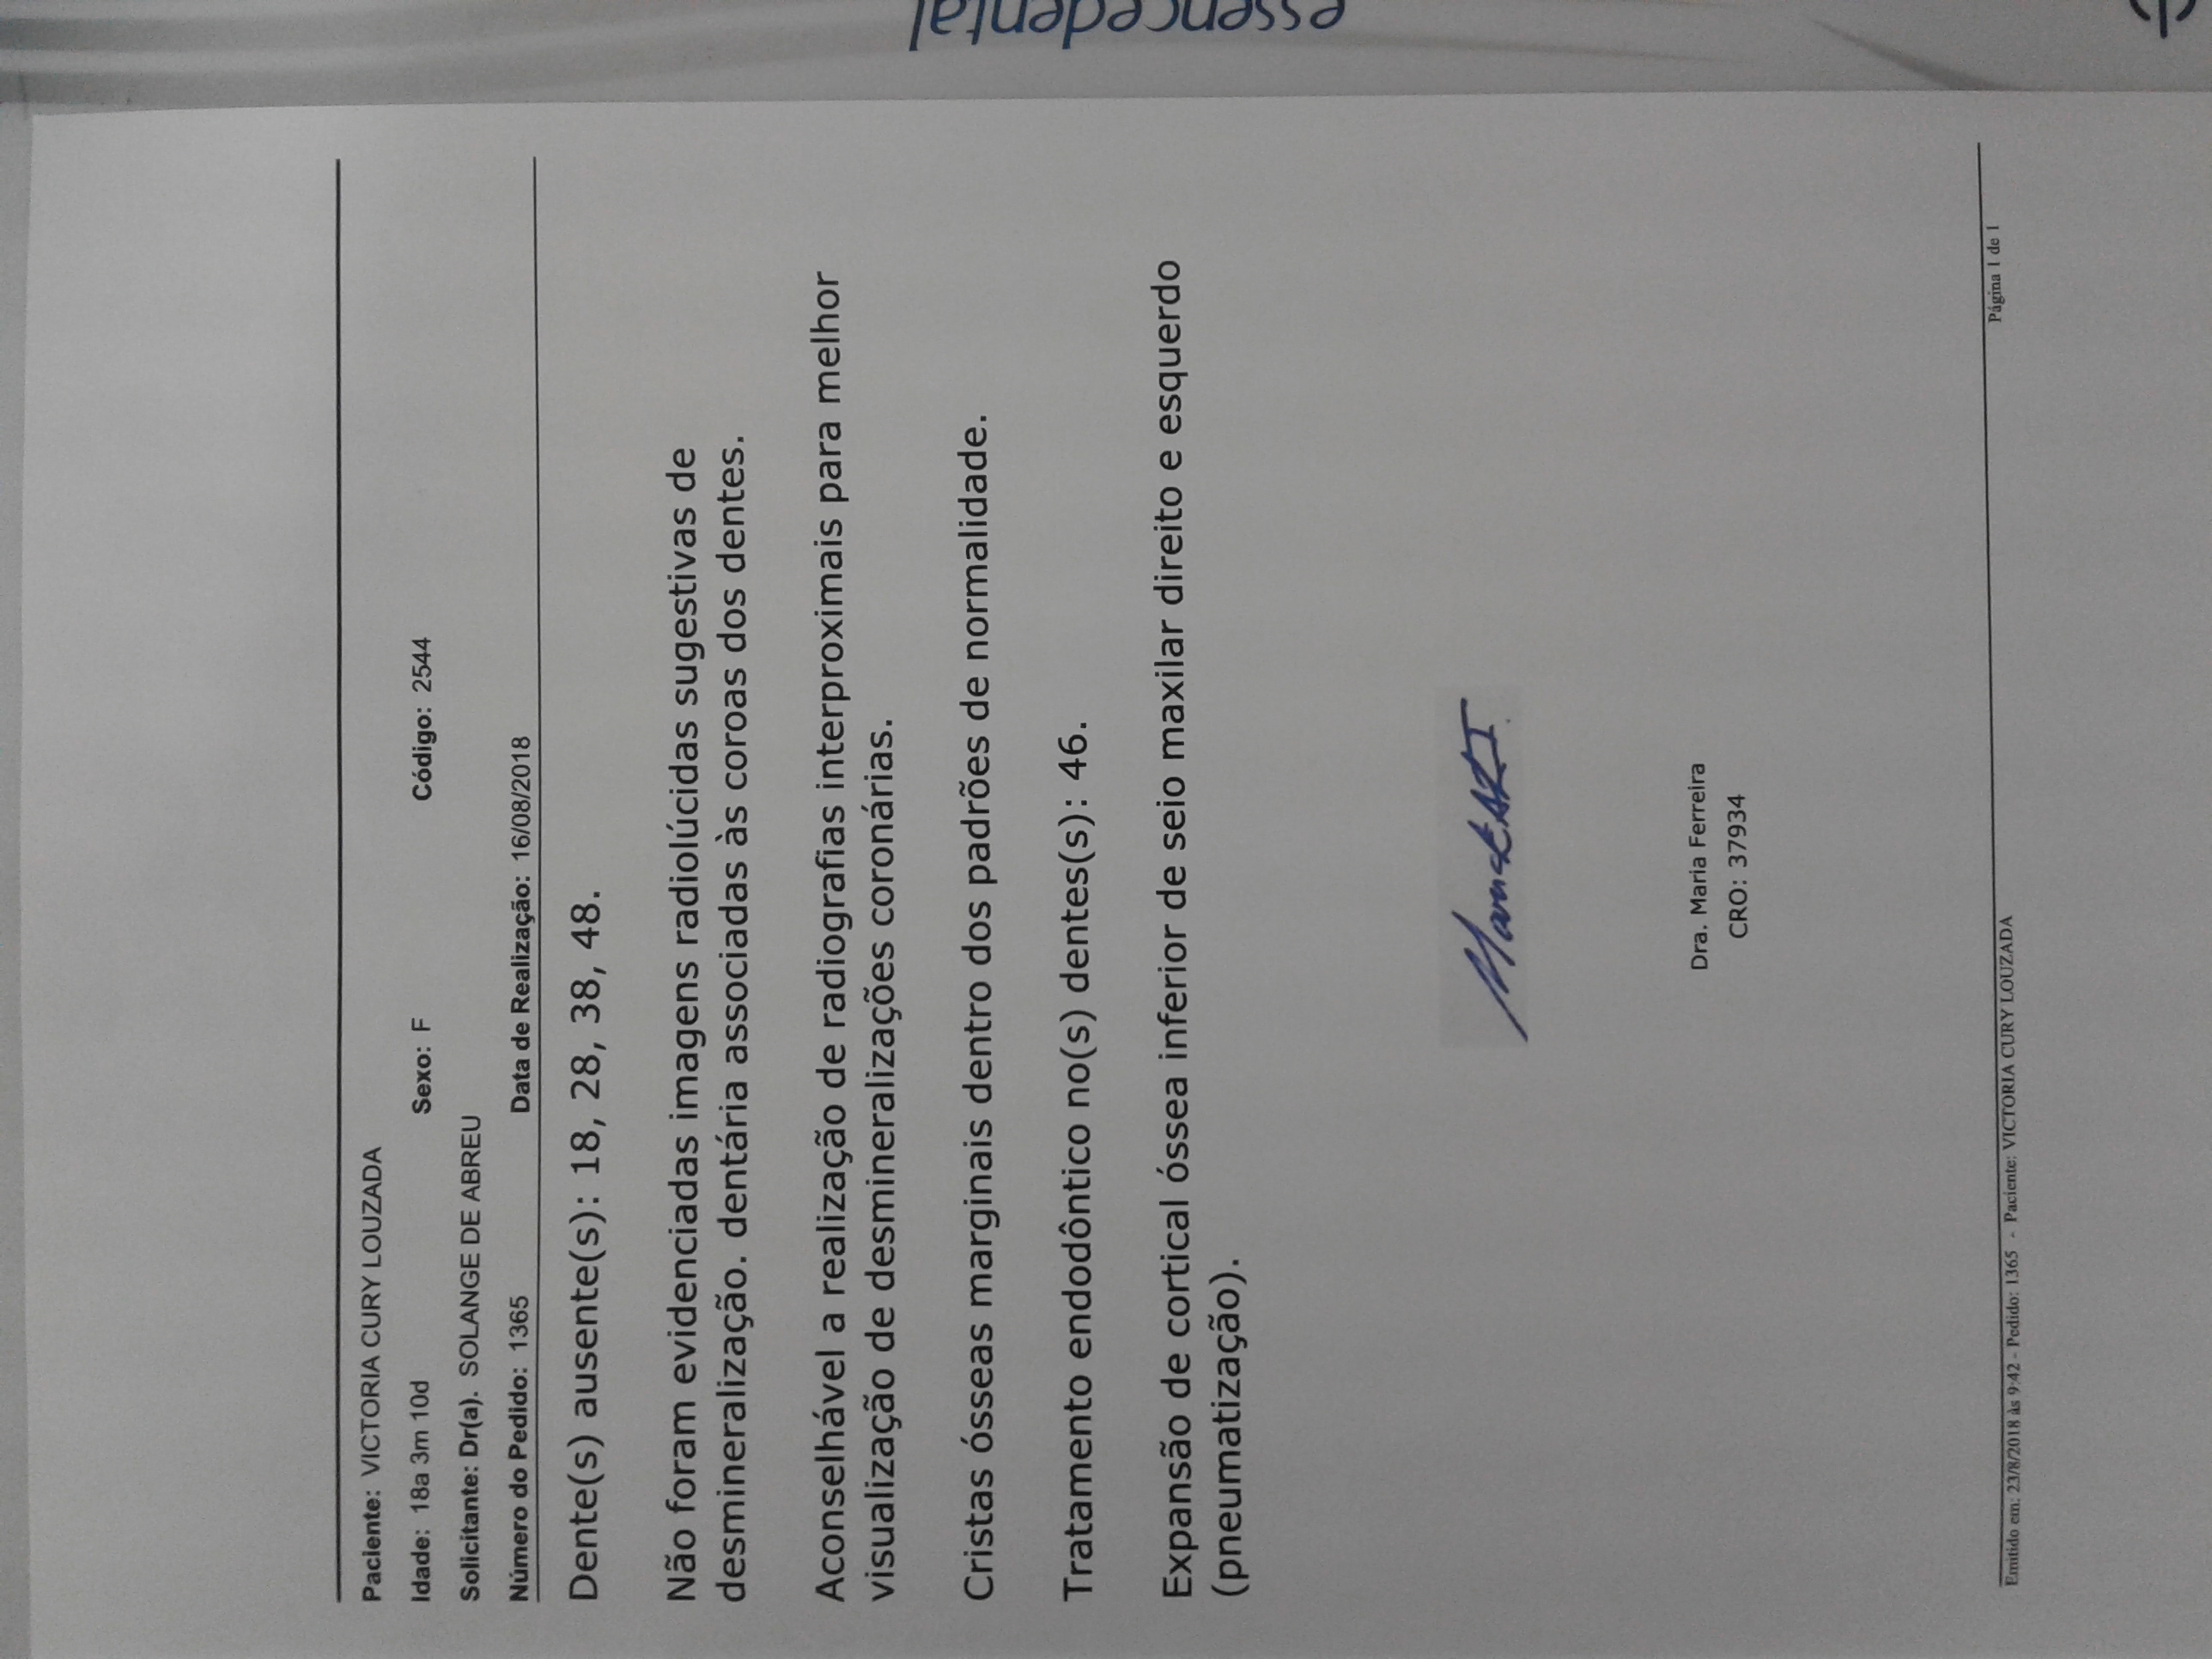 essencedental
Paciente: VICTORIA CURY LOUZADA
Idade: 18a 3m 10d Sexo: F Código: 2544
Solicitante: Dr(a). SOLANGE DE ABREU
Número do Pedido: 1365 Data de Realização: 16/08/2018
Dente(s) ausente(s): 18, 28, 38, 48.
Não foram evidenciadas imagens radiolúcidas sugestivas de
desmineralização. dentária associadas às coroas dos dentes.
Aconselhável a realização de radiografias interproximais para melhor
visualização de desmineralizações coronárias.
Cristas ósseas marginais dentro dos padrões de normalidade.
Tratamento endodôntico no(s) dentes(s): 46.
Expansão de cortical óssea inferior de seio maxilar direito e esquerdo
(pneumatização).
Dra. Maria Ferreira
CRO: 37934
Emitido em: 23/8/2018 às 9:42 - Pedido: 1365 - Paciente: VICTORIA CURY LOUZADA Página 1 de 1